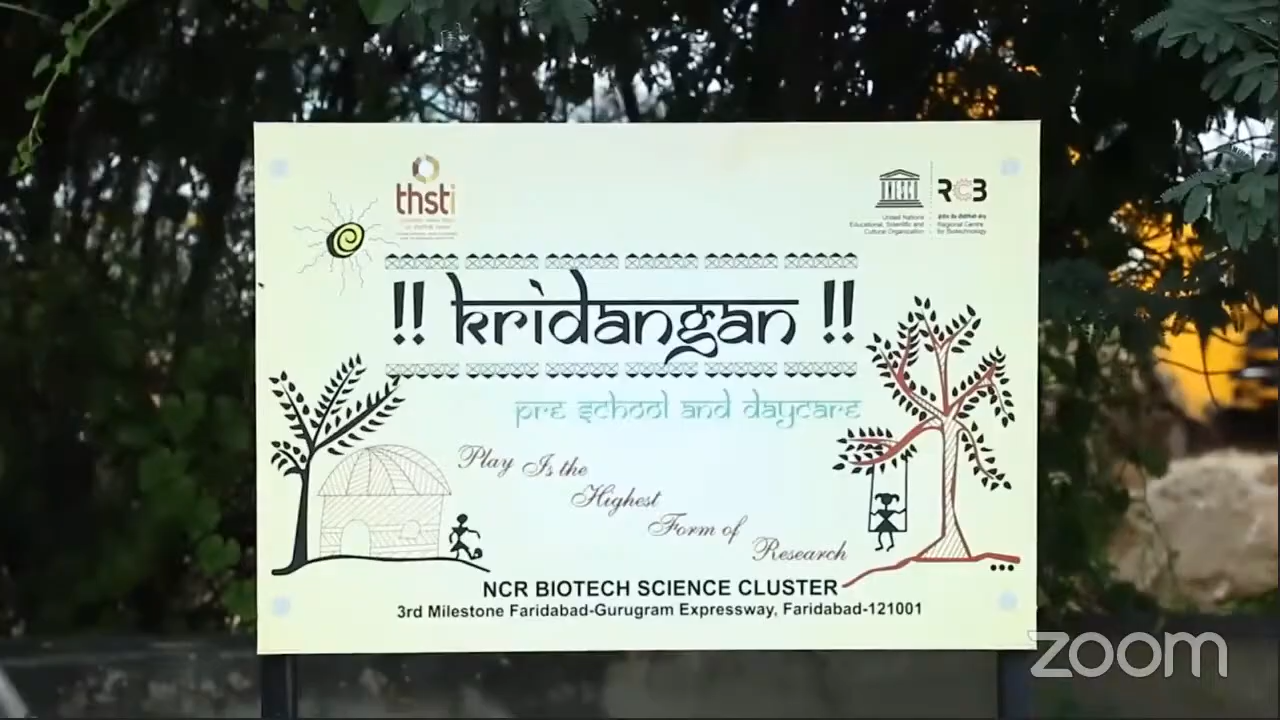 thsti
UNESCO
United Nations
Educational, Scientific and
Cultural Organization
RCB
Regional Centre
for Biotechnology
!! kridangan !!
pre school and daycare
Play Is the
Highest
Form of
Research
NCR BIOTECH SCIENCE CLUSTER
3rd Milestone Faridabad-Gurugram Expressway, Faridabad-121001
zoom